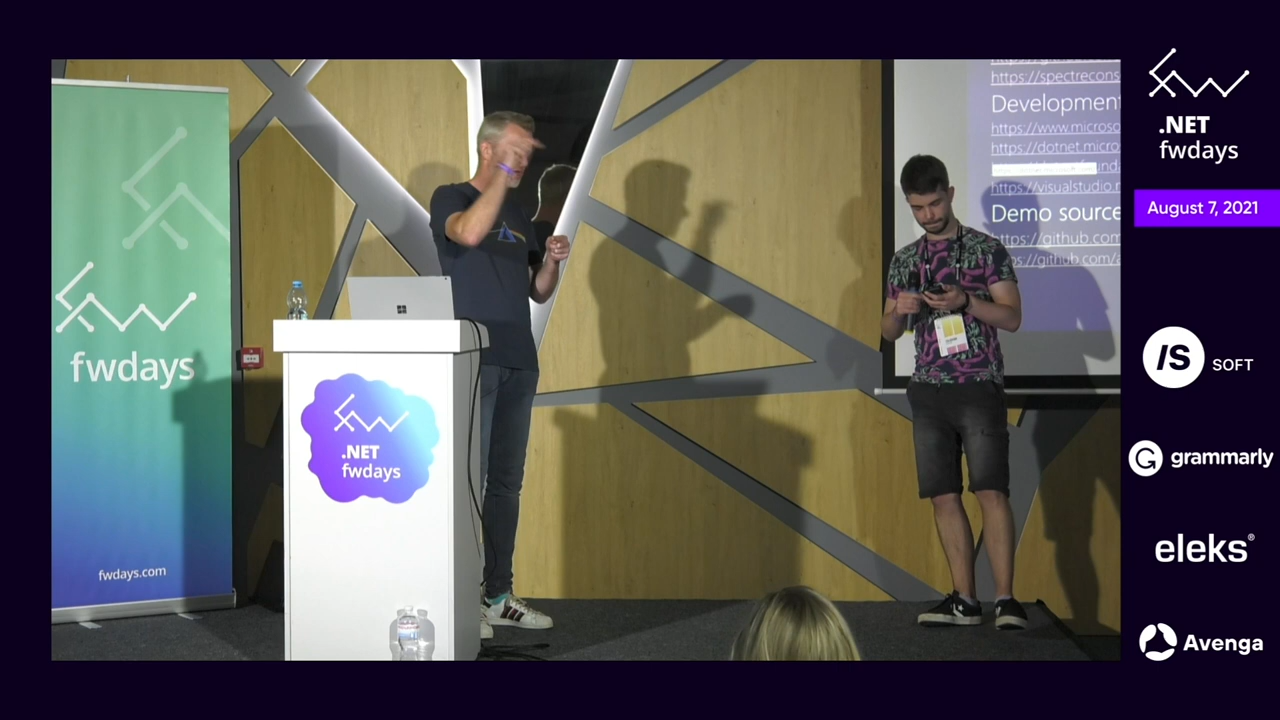 fwdays
fwdays.com
.NET
fwdays
https://spectrecons
Development
https://www.microso
https://dotnet.micro
https://visualstudio.
Demo source
https://github.com
https://github.com/a
.NET
fwdays
August 7, 2021
IS SOFT
G grammarly
eleks®
Avenga